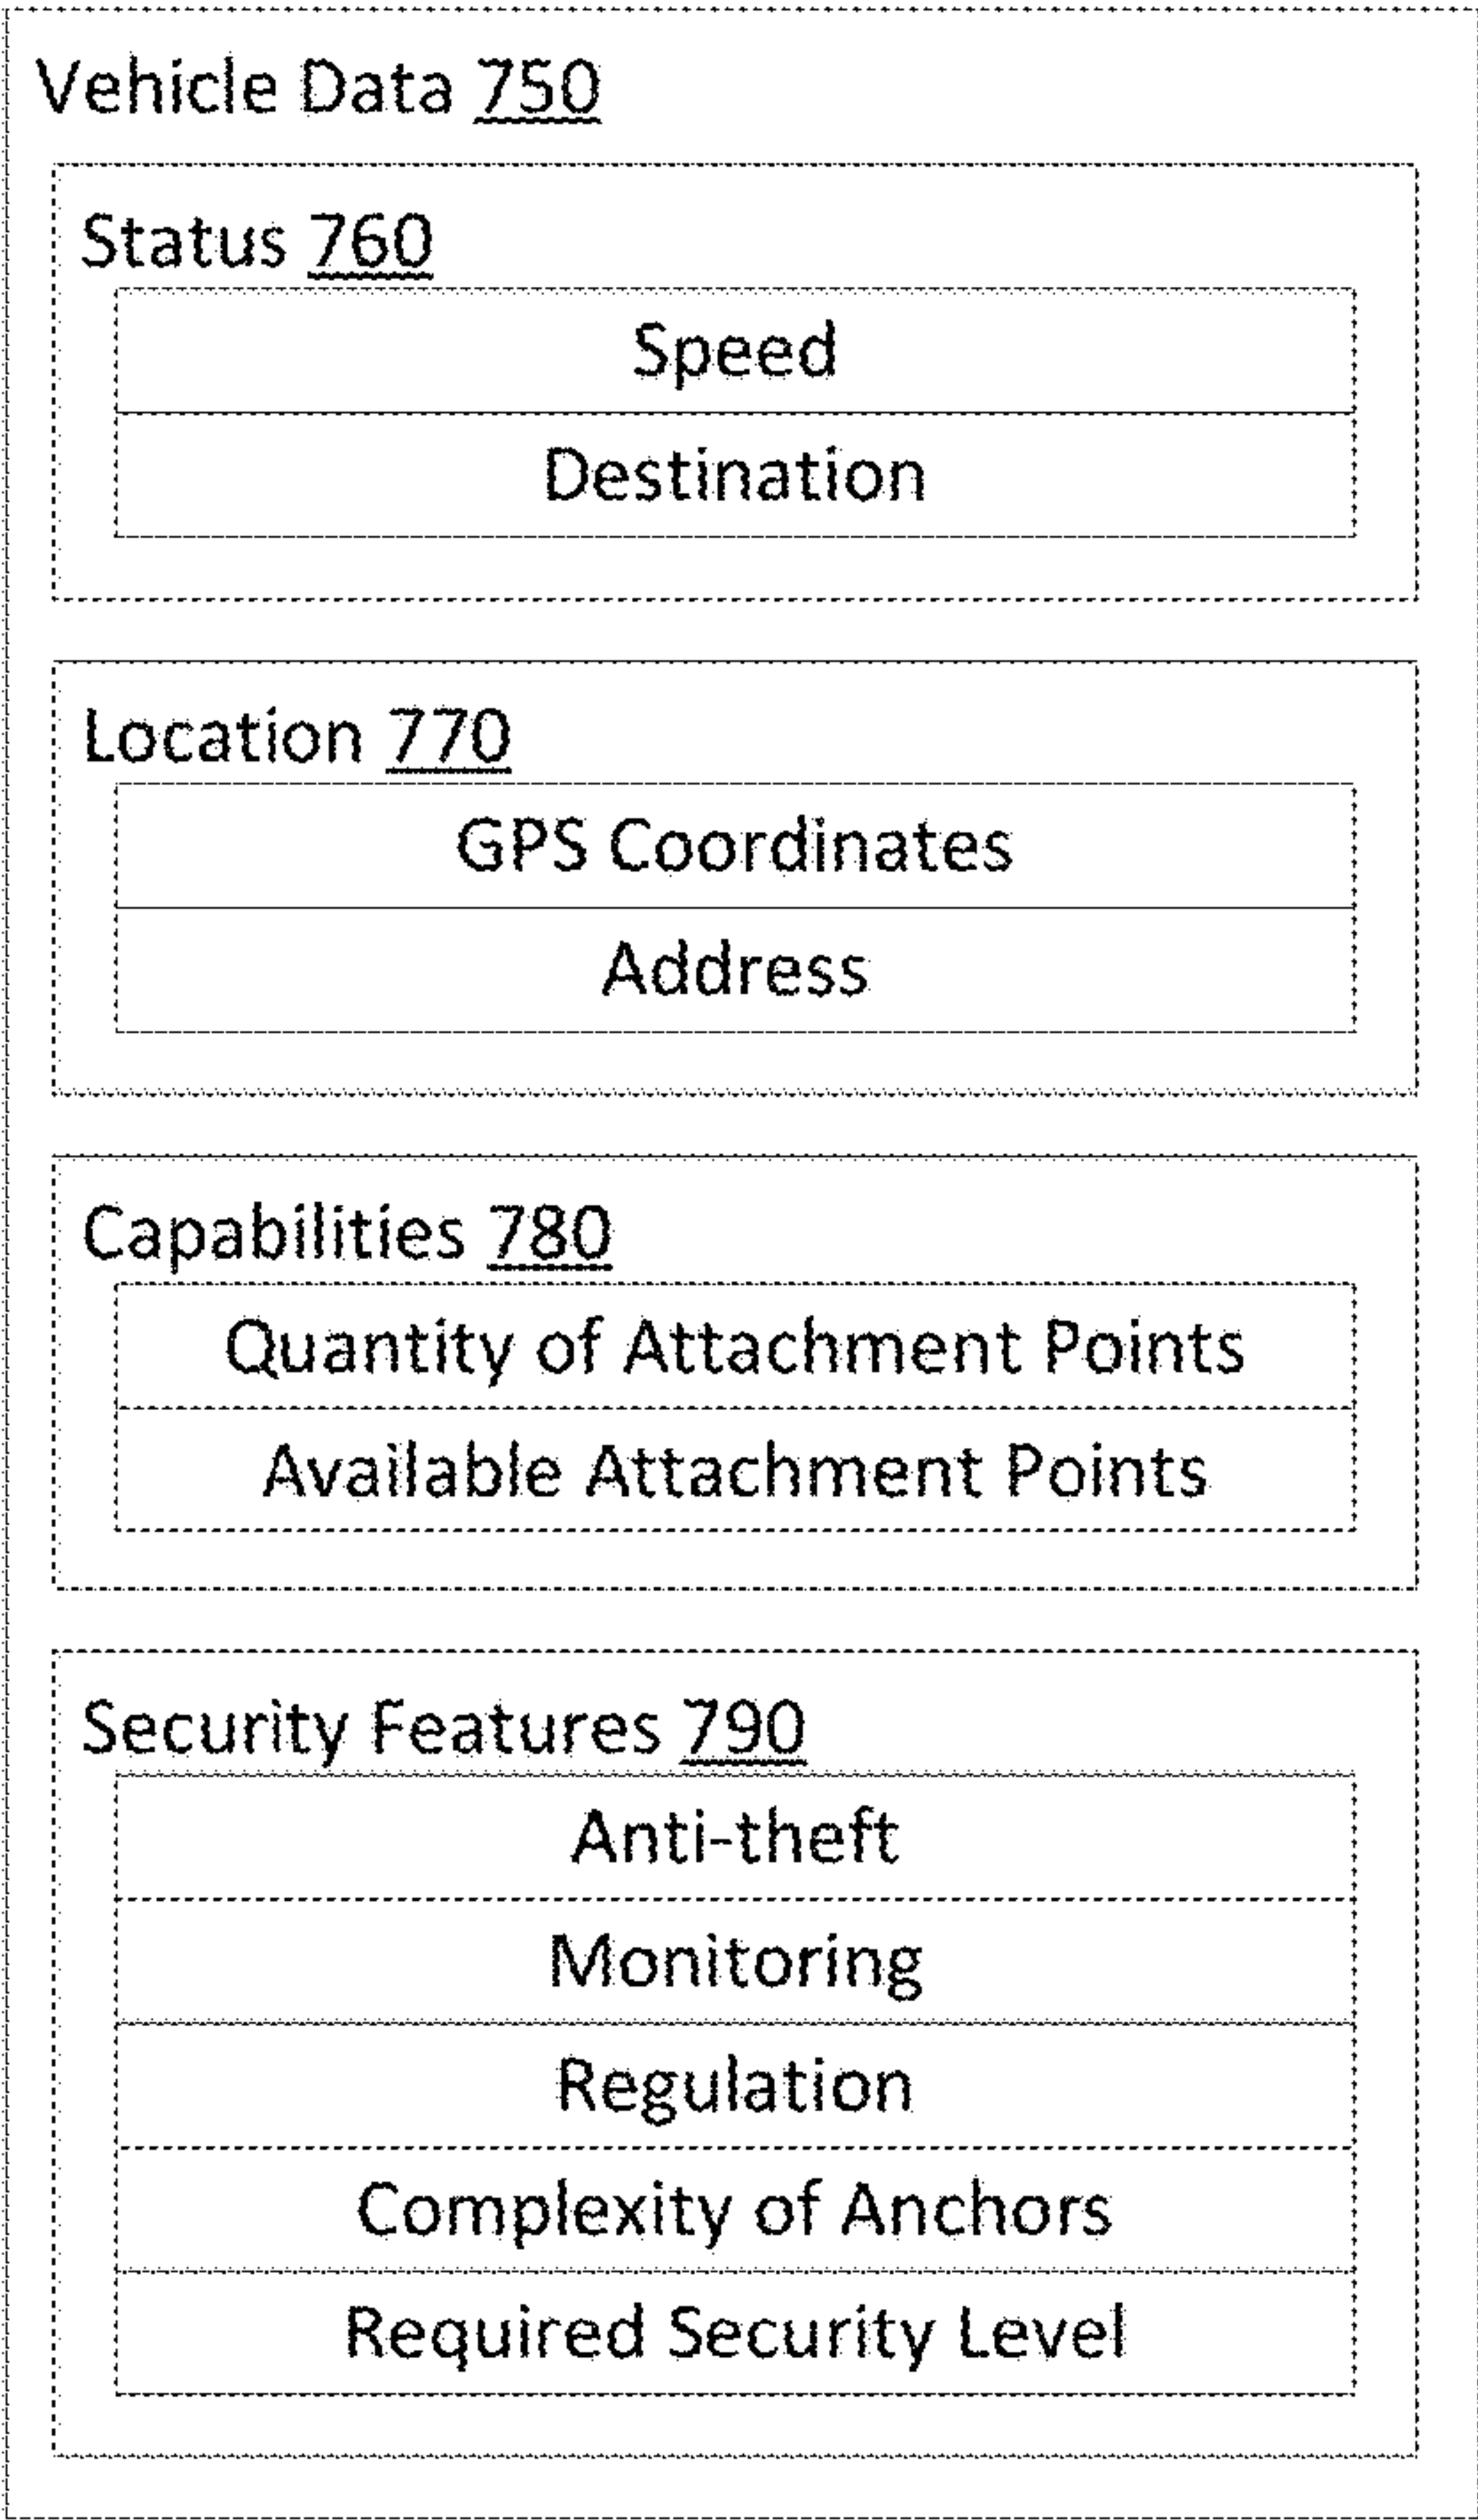 Vehicle Data 750
Status 760
Speed
Destination
Location 770
GPS Coordinates
Address
Capabilities 780
Quantity of Attachment Points
Available Attachment Points
Security Features 790
Anti-theft
Monitoring
Regulation
Complexity of Anchors
Required Security Level